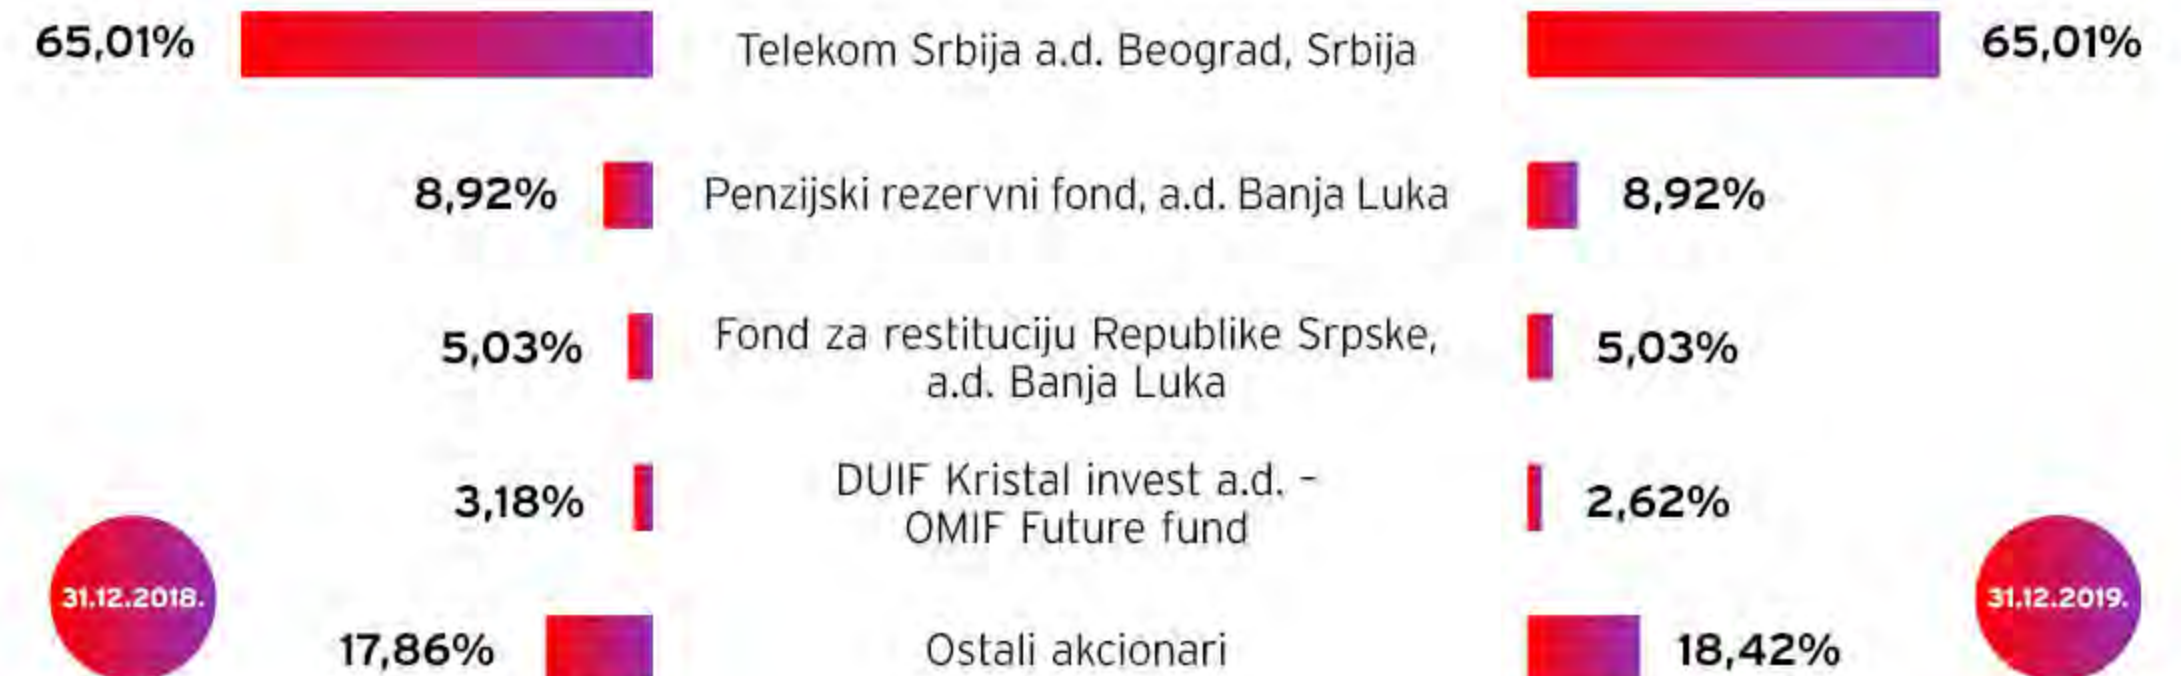 65,01% Telekom Srbija a.d. Beograd, Srbija 65,01%
8,92% Penzijski rezervni fond, a.d. Banja Luka 8,92%
5,03% Fond za restituciju Republike Srpske, 5,03%
a.d. Banja Luka
3,18% DUIF Kristal invest a.d. – 2,62%
OMIF Future fund
31.12.2018. 31.12.2019.
17,86% Ostali akcionari 18,42%